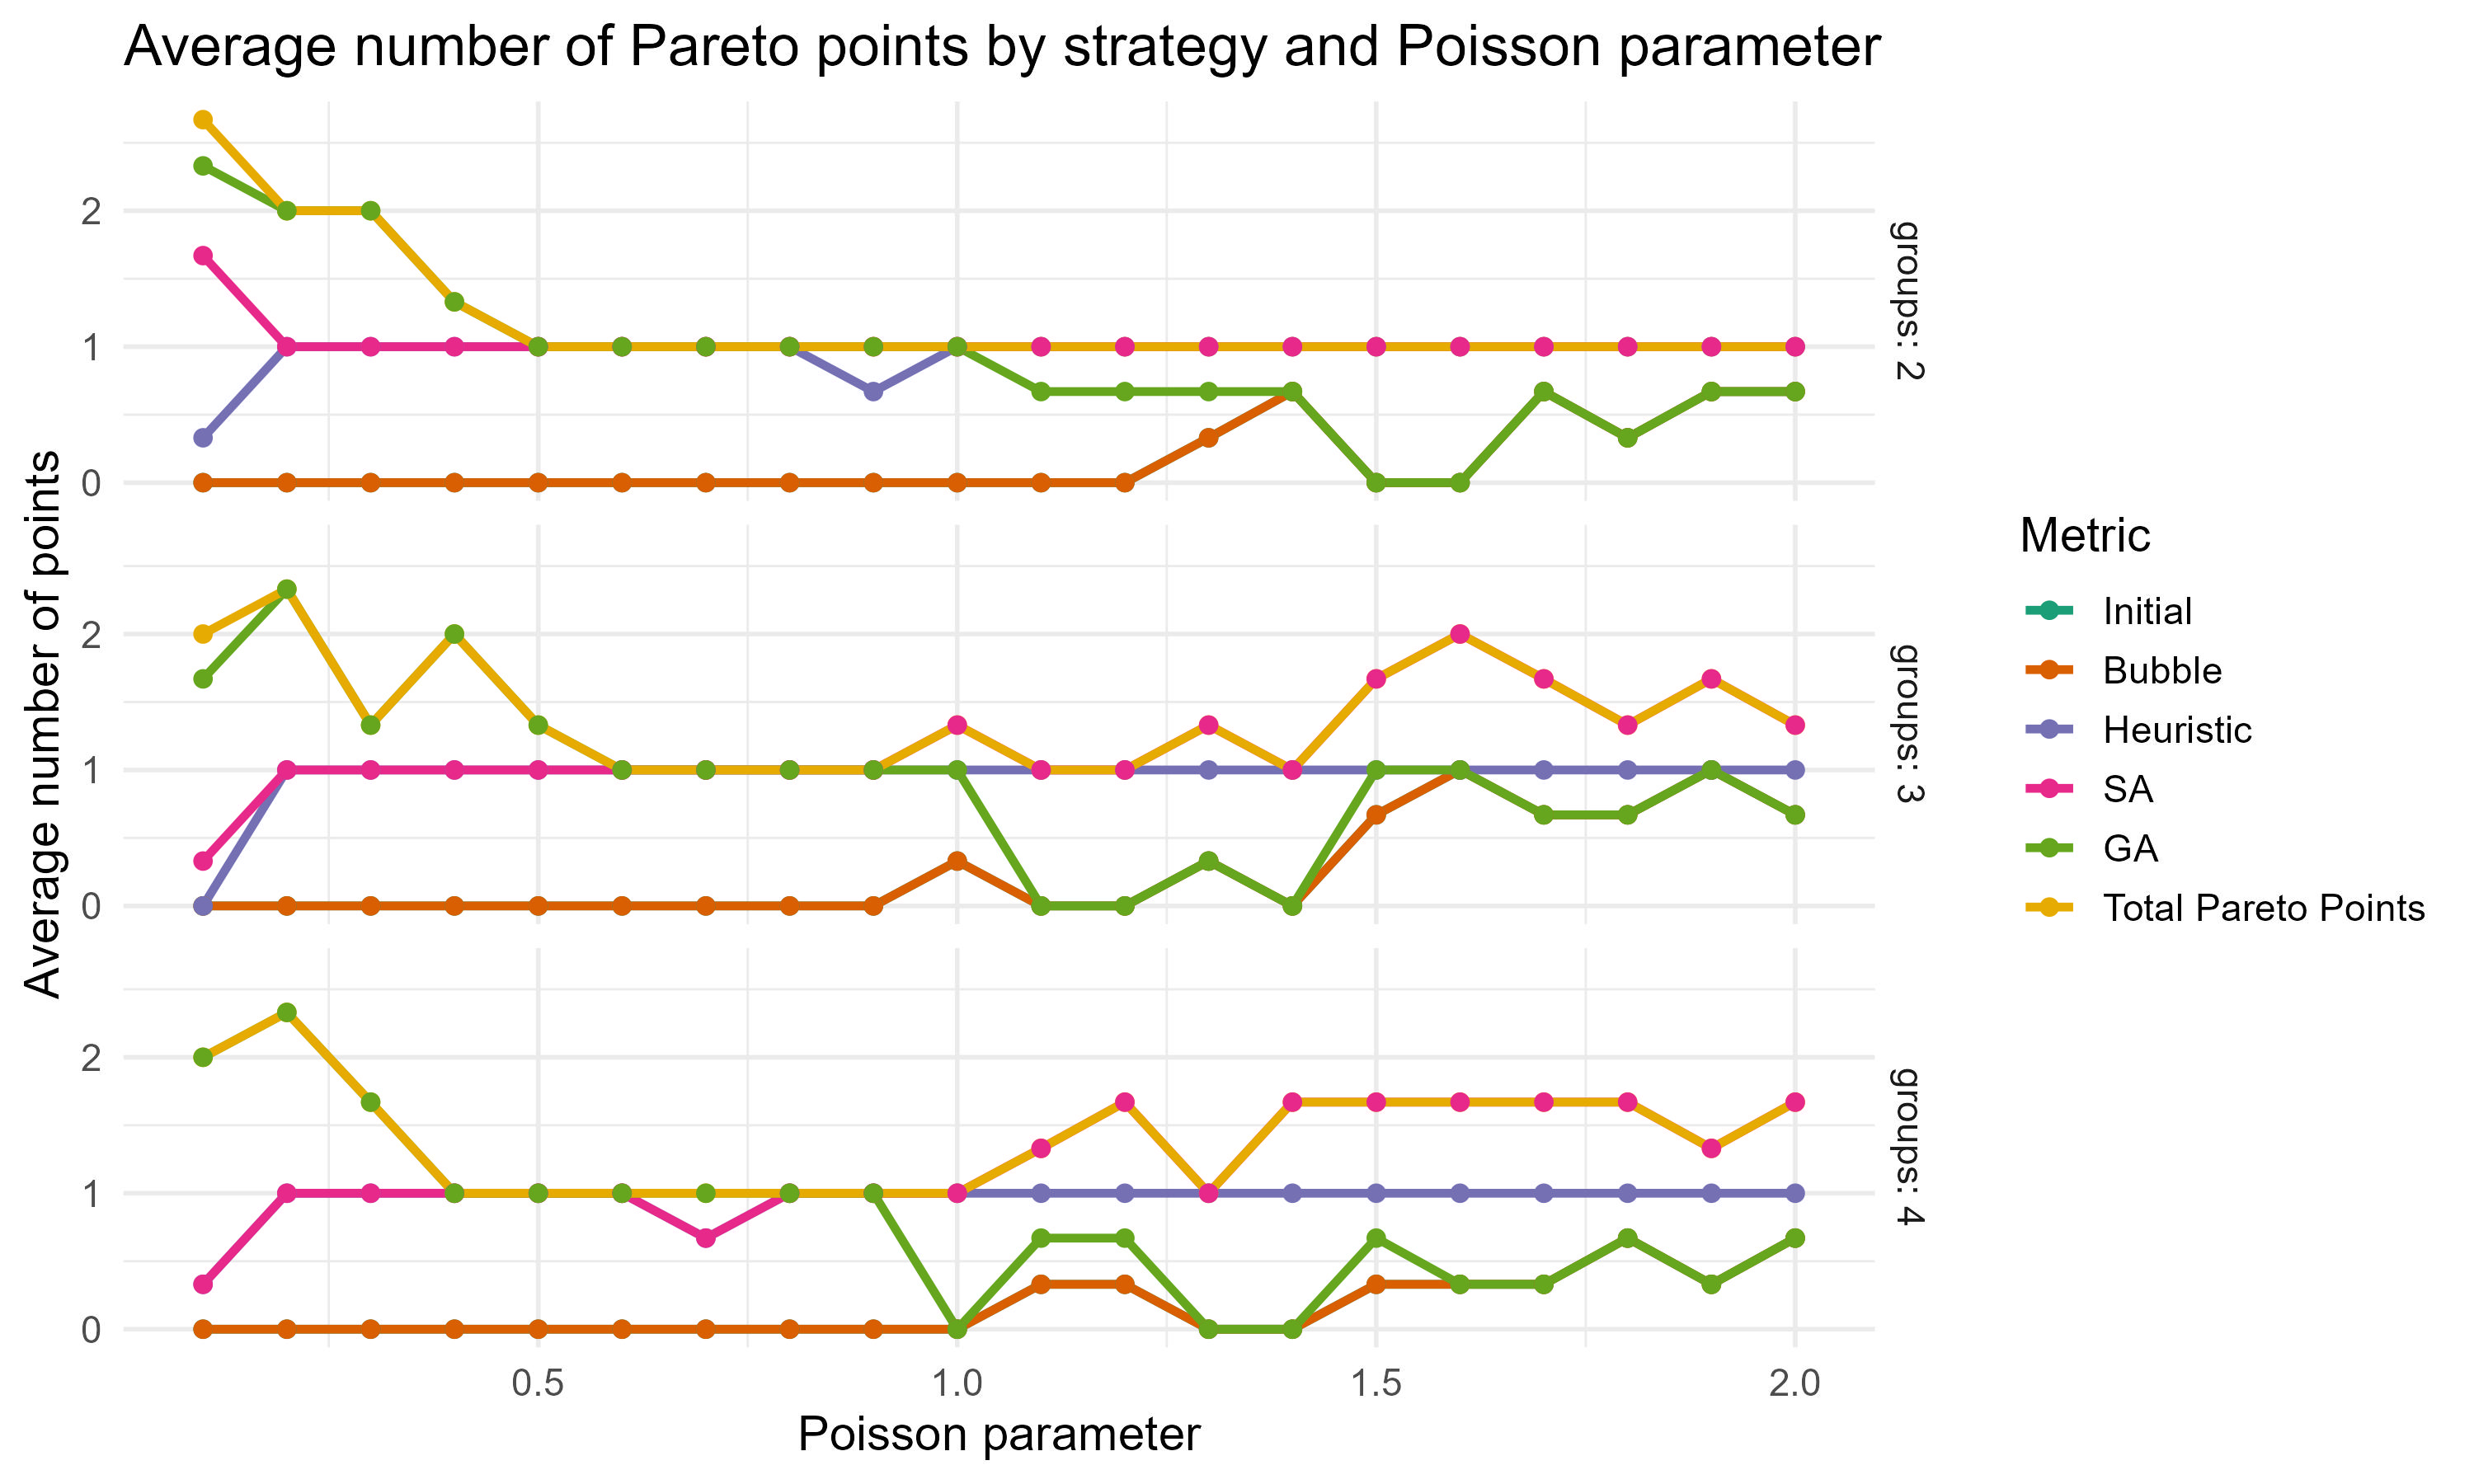 Average number of Pareto points by strategy and Poisson parameter
Average number of points
2
1
0
groups: 2
2
1
0
groups: 3
2
1
0
groups: 4
0.5
1.0
1.5
2.0
Poisson parameter
Metric
Initial
Bubble
Heuristic
SA
GA
Total Pareto Points